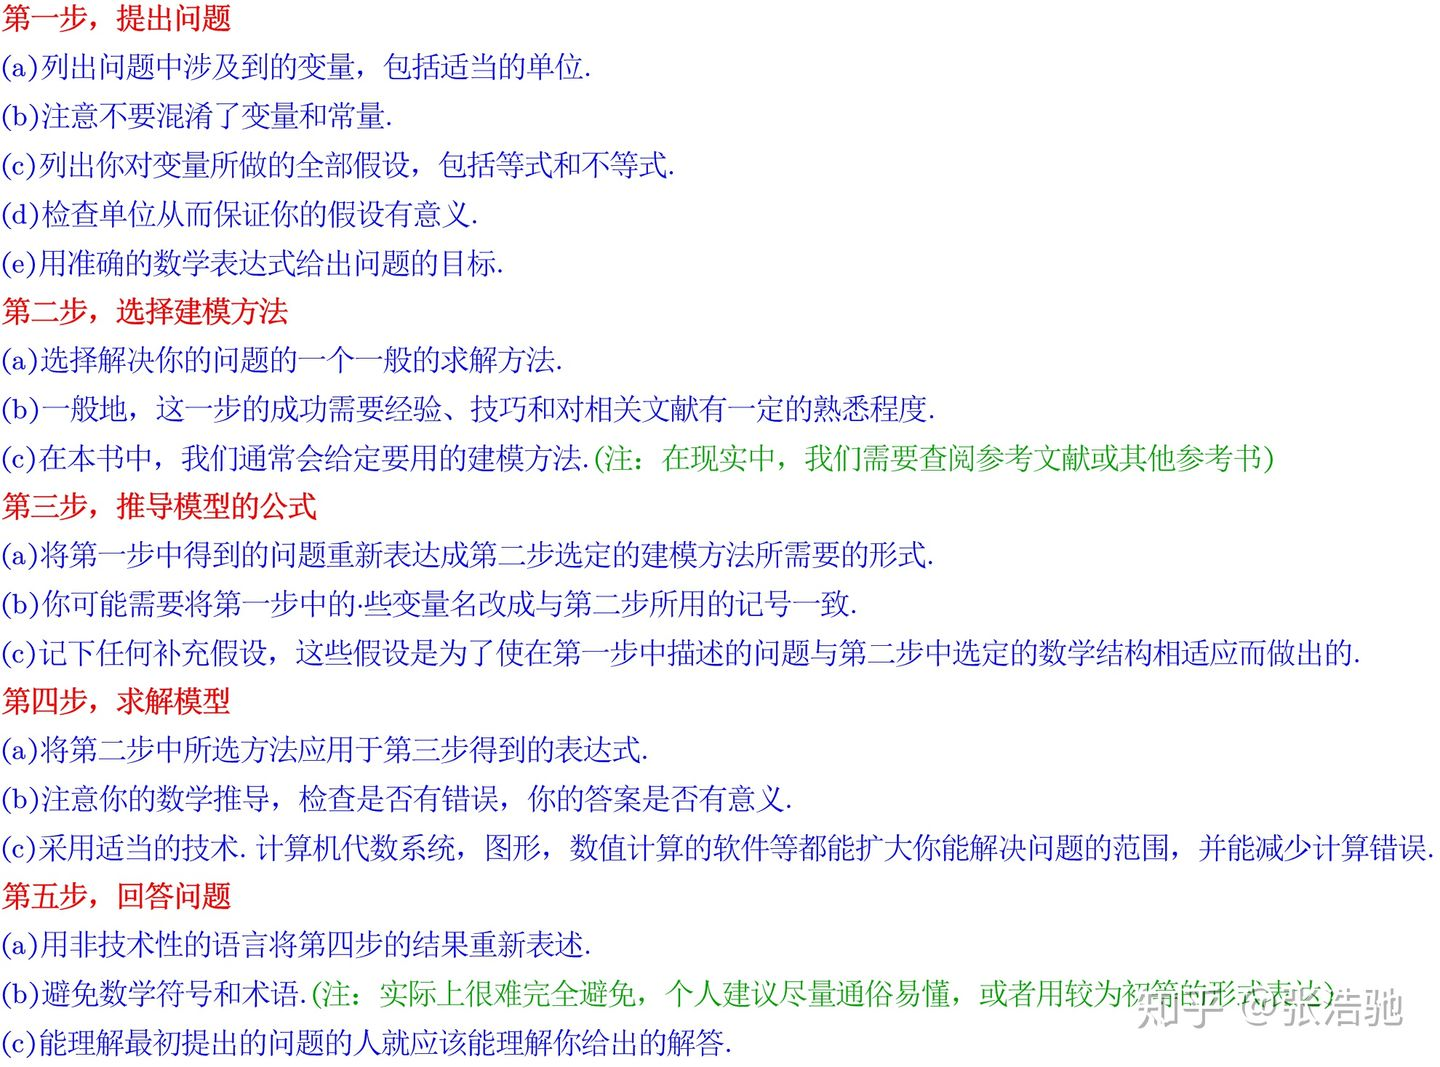 第一步，提出问题
(a)列出问题中涉及到的变量，包括适当的单位.
(b)注意不要混淆了变量和常量.
(c)列出你对变量所做的全部假设，包括等式和不等式.
(d)检查单位从而保证你的假设有意义.
(e)用准确的数学表达式给出问题的目标.
第二步，选择建模方法
(a)选择解决你的问题的一个一般的求解方法.
(b)一般地，这一步的成功需要经验、技巧和对相关文献有一定的熟悉程度.
(c)在本书中，我们通常会给定要用的建模方法.(注：在现实中，我们需要查阅参考文献或其他参考书)
第三步，推导模型的公式
(a)将第一步中得到的问题重新表达成第二步选定的建模方法所需要的形式.
(b)你可能需要将第一步中的·些变量名改成与第二步所用的记号一致.
(c)记下任何补充假设，这些假设是为了使在第一步中描述的问题与第二步中选定的数学结构相适应而做出的.
第四步，求解模型
(a)将第二步中所选方法应用于第三步得到的表达式.
(b)注意你的数学推导，检查是否有错误，你的答案是否有意义.
(c)采用适当的技术. 计算机代数系统，图形，数值计算的软件等都能扩大你能解决问题的范围，并能减少计算错误.
第五步，回答问题
(a)用非技术性的语言将第四步的结果重新表述.
(b)避免数学符号和术语.(注：实际上很难完全避免，个人建议尽量通俗易懂，或者用较为初等的形式表达)
知乎 @张浩驰
(c)能理解最初提出的问题的人就应该能理解你给出的解答.